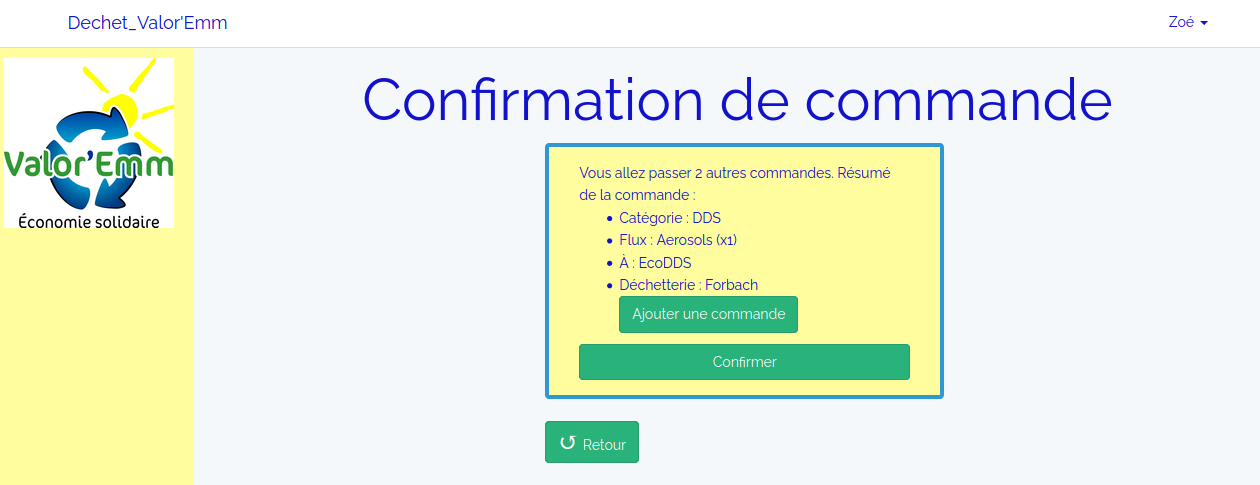 Dechet_Valor'Emm
Zoé
Valor'Emm
Économie solidaire
Confirmation de commande
Vous allez passer 2 autres commandes. Résumé
de la commande :
• Catégorie : DDS
• Flux : Aerosols (x1)
• À : EcoDDS
• Déchetterie : Forbach
Ajouter une commande
Confirmer
Retour